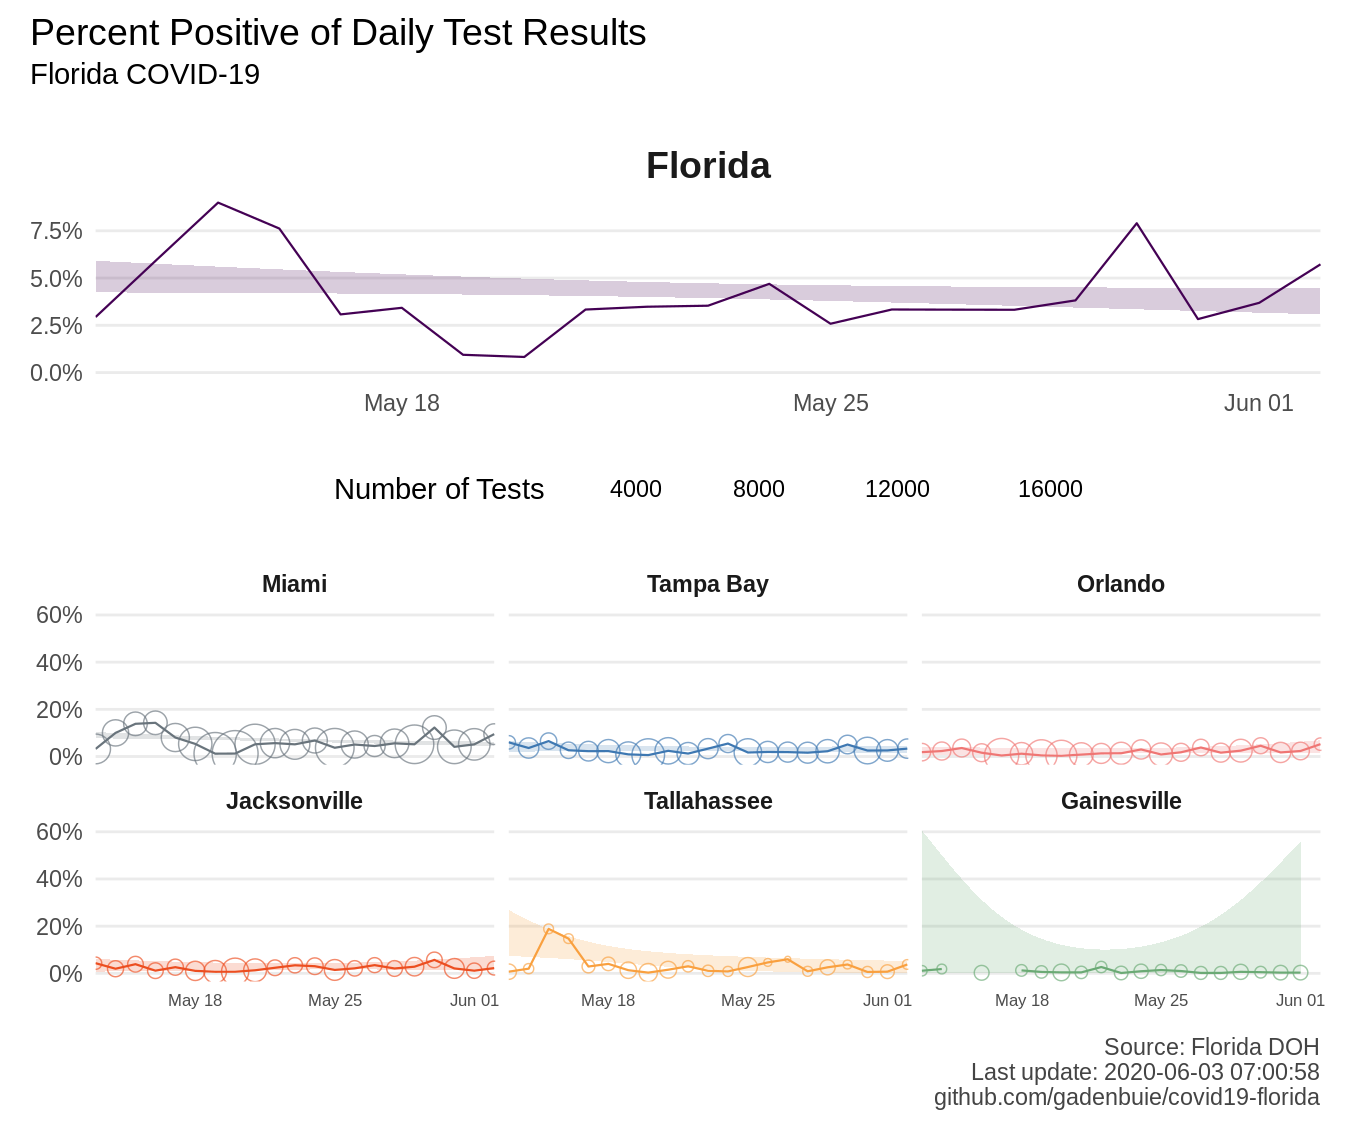 Percent Positive of Daily Test Results
Florida COVID-19
Florida
7.5%
5.0%
2.5%
0.0%
May 18 May 25 Jun 01
Number of Tests 4000 8000 12000 16000
Miami Tampa Bay Orlando
60%
40%
20%
0%
Jacksonville Tallahassee Gainesville
60%
40%
20%
0%
May 18 May 25 Jun 01 May 18 May 25 Jun 01 May 18 May 25 Jun 01
Source: Florida DOH
Last update: 2020-06-03 07:00:58
github.com/gadenbuie/covid19-florida